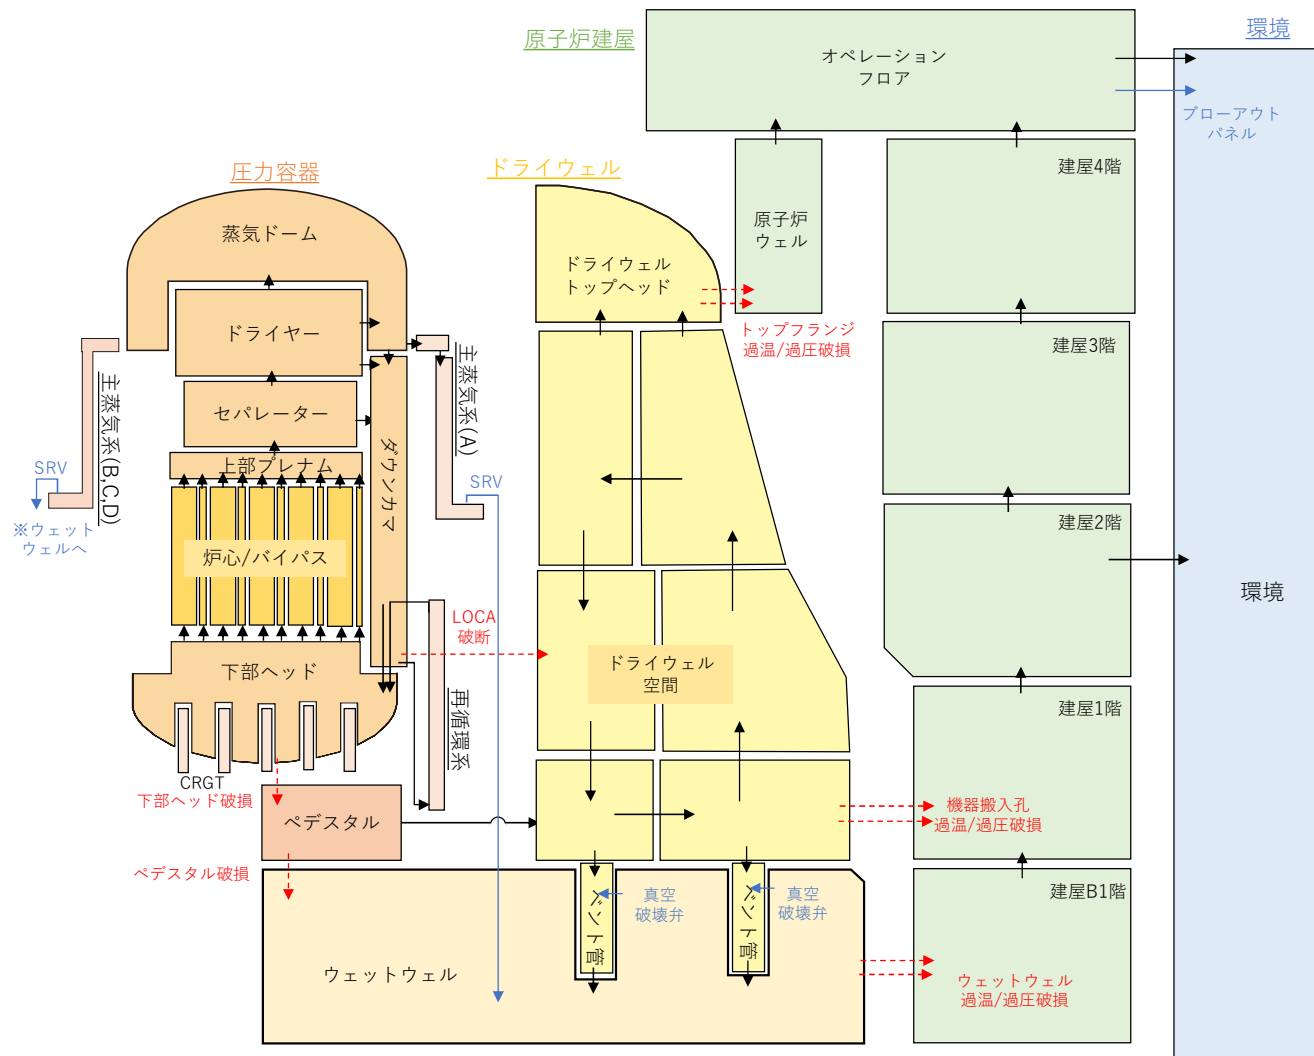 原子炉建屋
環境
オペレーション
フロア
ブローアウト
パネル
圧力容器
ドライウェル
建屋4階
原子炉
ウェル
蒸気ドーム
ドライウェル
トップヘッド
トップフランジ
過温/過圧破損
ドライヤー
建屋3階
主蒸気系(B,C,D)
主蒸気系(A)
セパレーター
ダウンカマ
上部プレナム
SRV
※ウェット
ウェルへ
SRV
炉心/バイパス
建屋2階
環境
LOCA
破断
下部ヘッド
ドライウェル
空間
再循環系
建屋1階
CRGT
下部ヘッド破損
ペデスタル
機器搬入孔
過温/過圧破損
ペデスタル破損
真空
破壊弁
真空
破壊弁
建屋B1階
ベント管
ベント管
ウェットウェル
ウェットウェル
過温/過圧破損